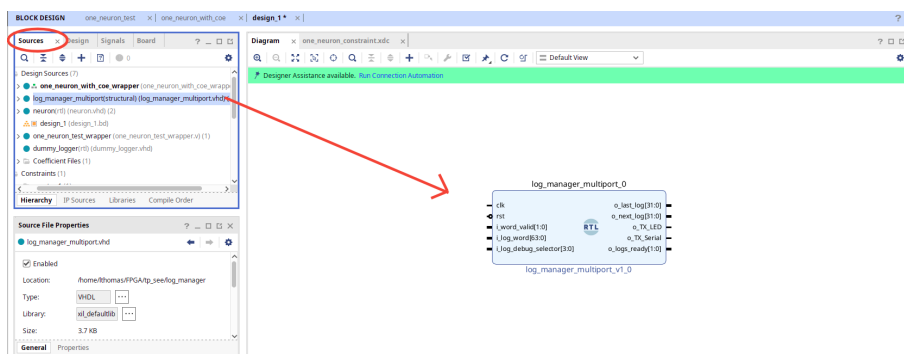 BLOCK DESIGN one_neuron_test × one_neuron_with_coe × design_1 * × ?
Sources × Design Signals Board ? _
0
Design Sources (7)
one_neuron_with_coe_wrapper (one_neuron_with_coe_wrapp
log_manager_multiport(structural) (log_manager_multiport.vhd)
neuron(rtl) (neuron.vhd) (2)
design_1 (design_1.bd)
one_neuron_test_wrapper (one_neuron_test_wrapper.v) (1)
dummy_logger(rtl) (dummy_logger.vhd)
Coefficient Files (1)
Constraints (1)
Hierarchy IP Sources Libraries Compile Order
Source File Properties ? _ ×
log_manager_multiport.vhd
Enabled
Location: /home/lthomas/FPGA/tp_see/log_manager
Type: VHDL ...
Library: xil_defaultlib ...
Size: 3.7 KB
General Properties
Diagram × one_neuron_constraint.xdc × ?
Default View
Designer Assistance available. Run Connection Automation
log_manager_multiport_0
clk o_last_log[31:0]
rst o_next_log[31:0]
i_word_valid[1:0] RTL o_TX_LED
i_log_word[63:0] o_TX_Serial
i_log_debug_selector[3:0] o_logs_ready[1:0]
log_manager_multiport_v1_0